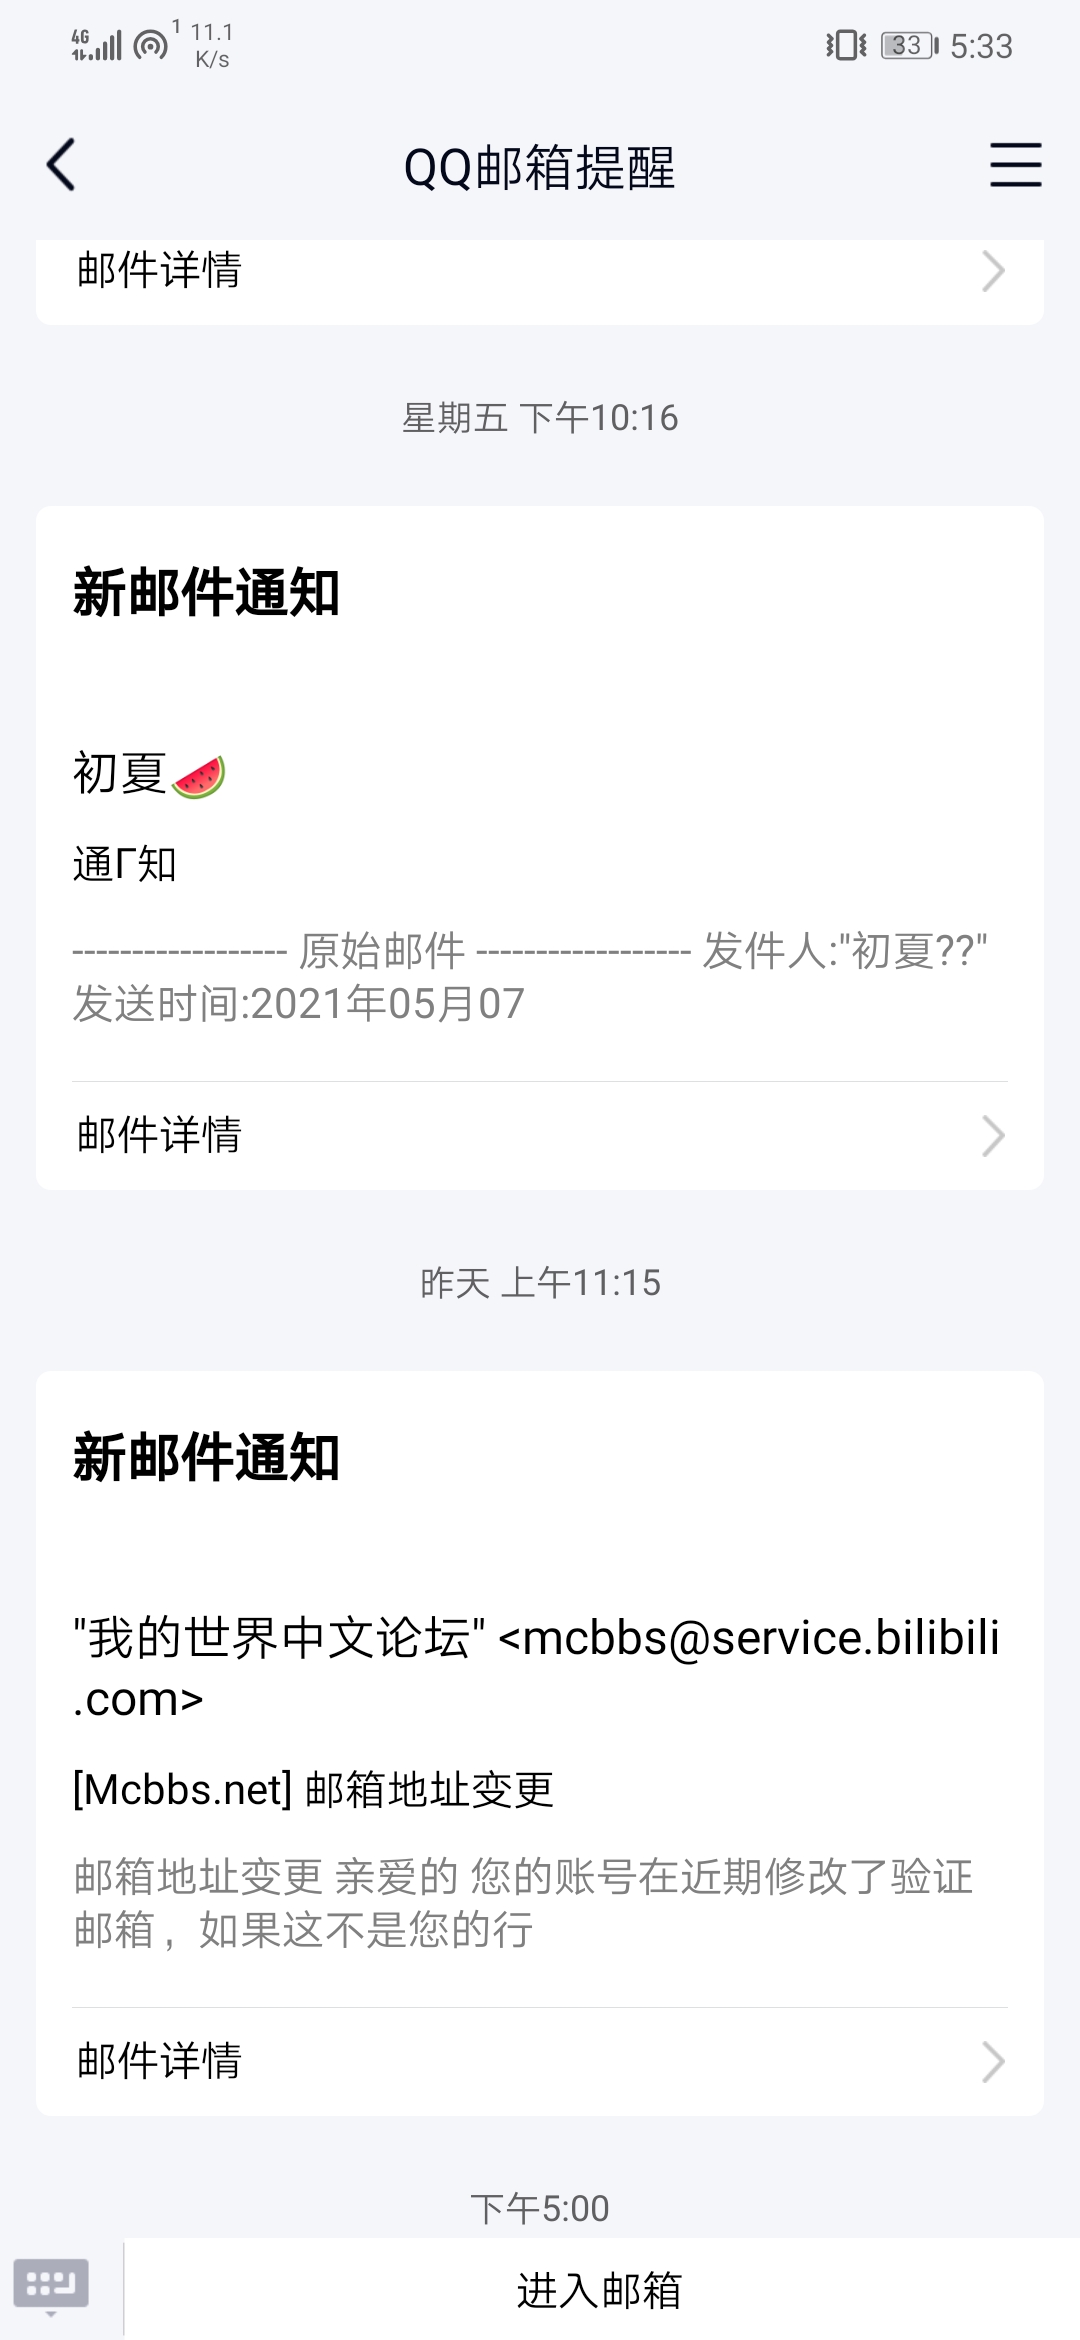 4G 1 11.1 K/s 33 5:33
QQ邮箱提醒
邮件详情
星期五 下午10:16
新邮件通知
初夏🍉
通Γ知
------------------ 原始邮件 ------------------ 发件人:"初夏??"
发送时间:2021年05月07
邮件详情
昨天 上午11:15
新邮件通知
"我的世界中文论坛" <mcbbs@service.bilibili
.com>
[Mcbbs.net] 邮箱地址变更
邮箱地址变更 亲爱的 您的账号在近期修改了验证
邮箱，如果这不是您的行
邮件详情
下午5:00
进入邮箱